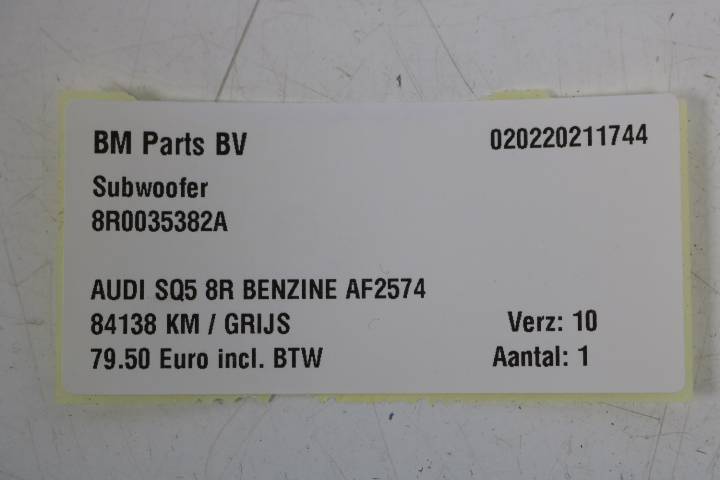 BM Parts BV 020220211744
Subwoofer
8R0035382A
AUDI SQ5 8R BENZINE AF2574
84138 KM / GRIJS Verz: 10
79.50 Euro incl. BTW Aantal: 1